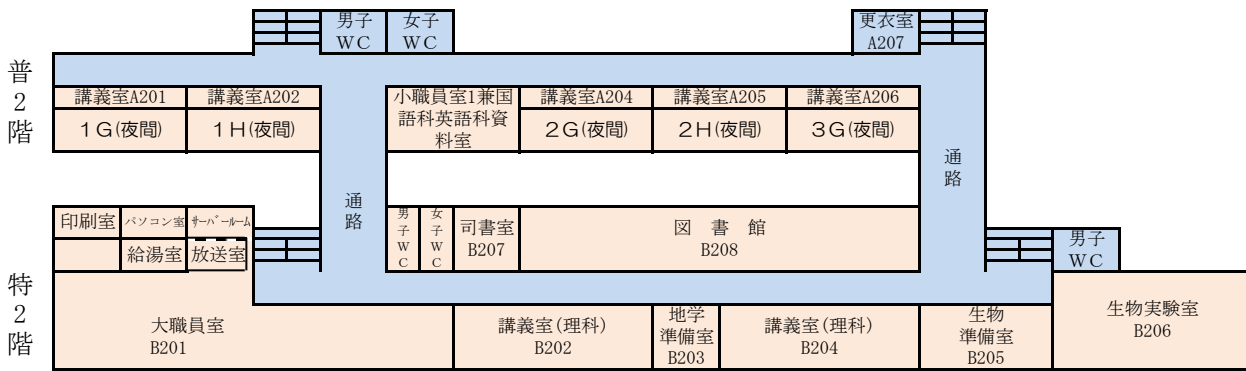 男子
WC
女子
WC
更衣室
A207
普
2
階
講義室A201
講義室A202
小職員室1兼国
語科英語科資
料室
講義室A204
講義室A205
講義室A206
1G(夜間)
1H(夜間)
2G(夜間)
2H(夜間)
3G(夜間)
通
路
通
路
印刷室
パソコン室
サーバールーム
給湯室
放送室
男
子
W
C
女
子
W
C
司書室
B207
図 書 館
B208
男子
WC
特
2
階
大職員室
B201
講義室(理科)
B202
地学
準備室
B203
講義室(理科)
B204
生物
準備室
B205
生物実験室
B206